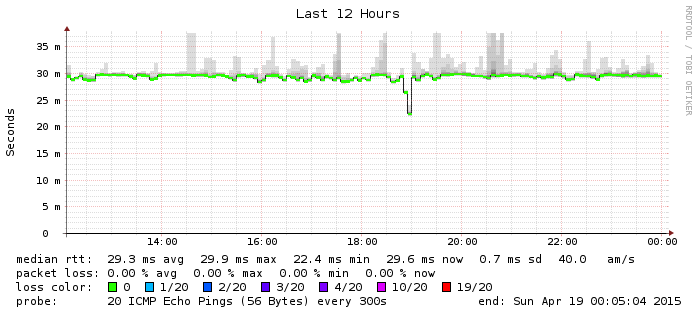 Last 12 Hours
RRDTOOL / TOBI OETIKER
Seconds
35 m
30 m
25 m
20 m
15 m
10 m
5 m
0
14:00 16:00 18:00 20:00 22:00 00:00
median rtt: 29.3 ms avg 29.9 ms max 22.4 ms min 29.6 ms now 0.7 ms sd 40.0 am/s
packet loss: 0.00 % avg 0.00 % max 0.00 % min 0.00 % now
loss color: 0 1/20 2/20 3/20 4/20 10/20 19/20
probe: 20 ICMP Echo Pings (56 Bytes) every 300s end: Sun Apr 19 00:05:04 2015